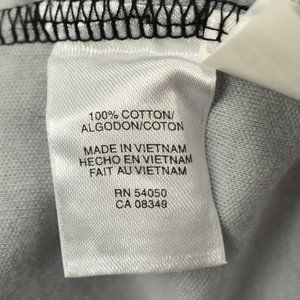 100% COTTON/
ALGODON/COTON
MADE IN VIETNAM
HECHO EN VIETNAM
FAIT AU VIETNAM
RN 54050
CA 08349